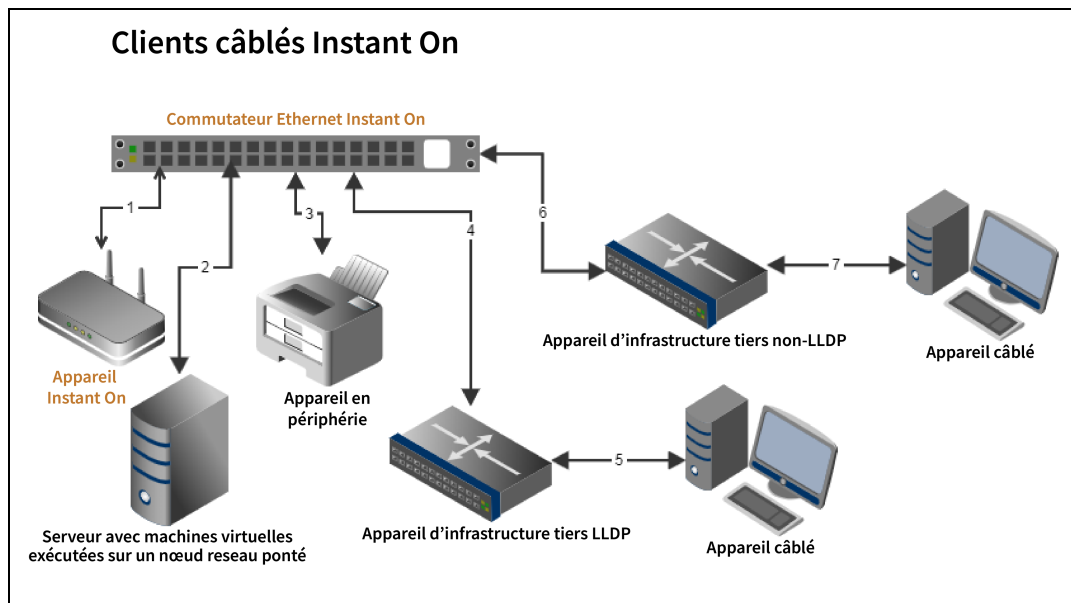 Clients câblés Instant On
Commutateur Ethernet Instant On
1
2
3
4
6
7
Appareil
Instant On
Appareil en
périphérie
Appareil d'infrastructure tiers non-LLDP
Appareil câblé
5
Serveur avec machines virtuelles
exécutées sur un nœud reseau ponté
Appareil d'infrastructure tiers LLDP
Appareil câblé